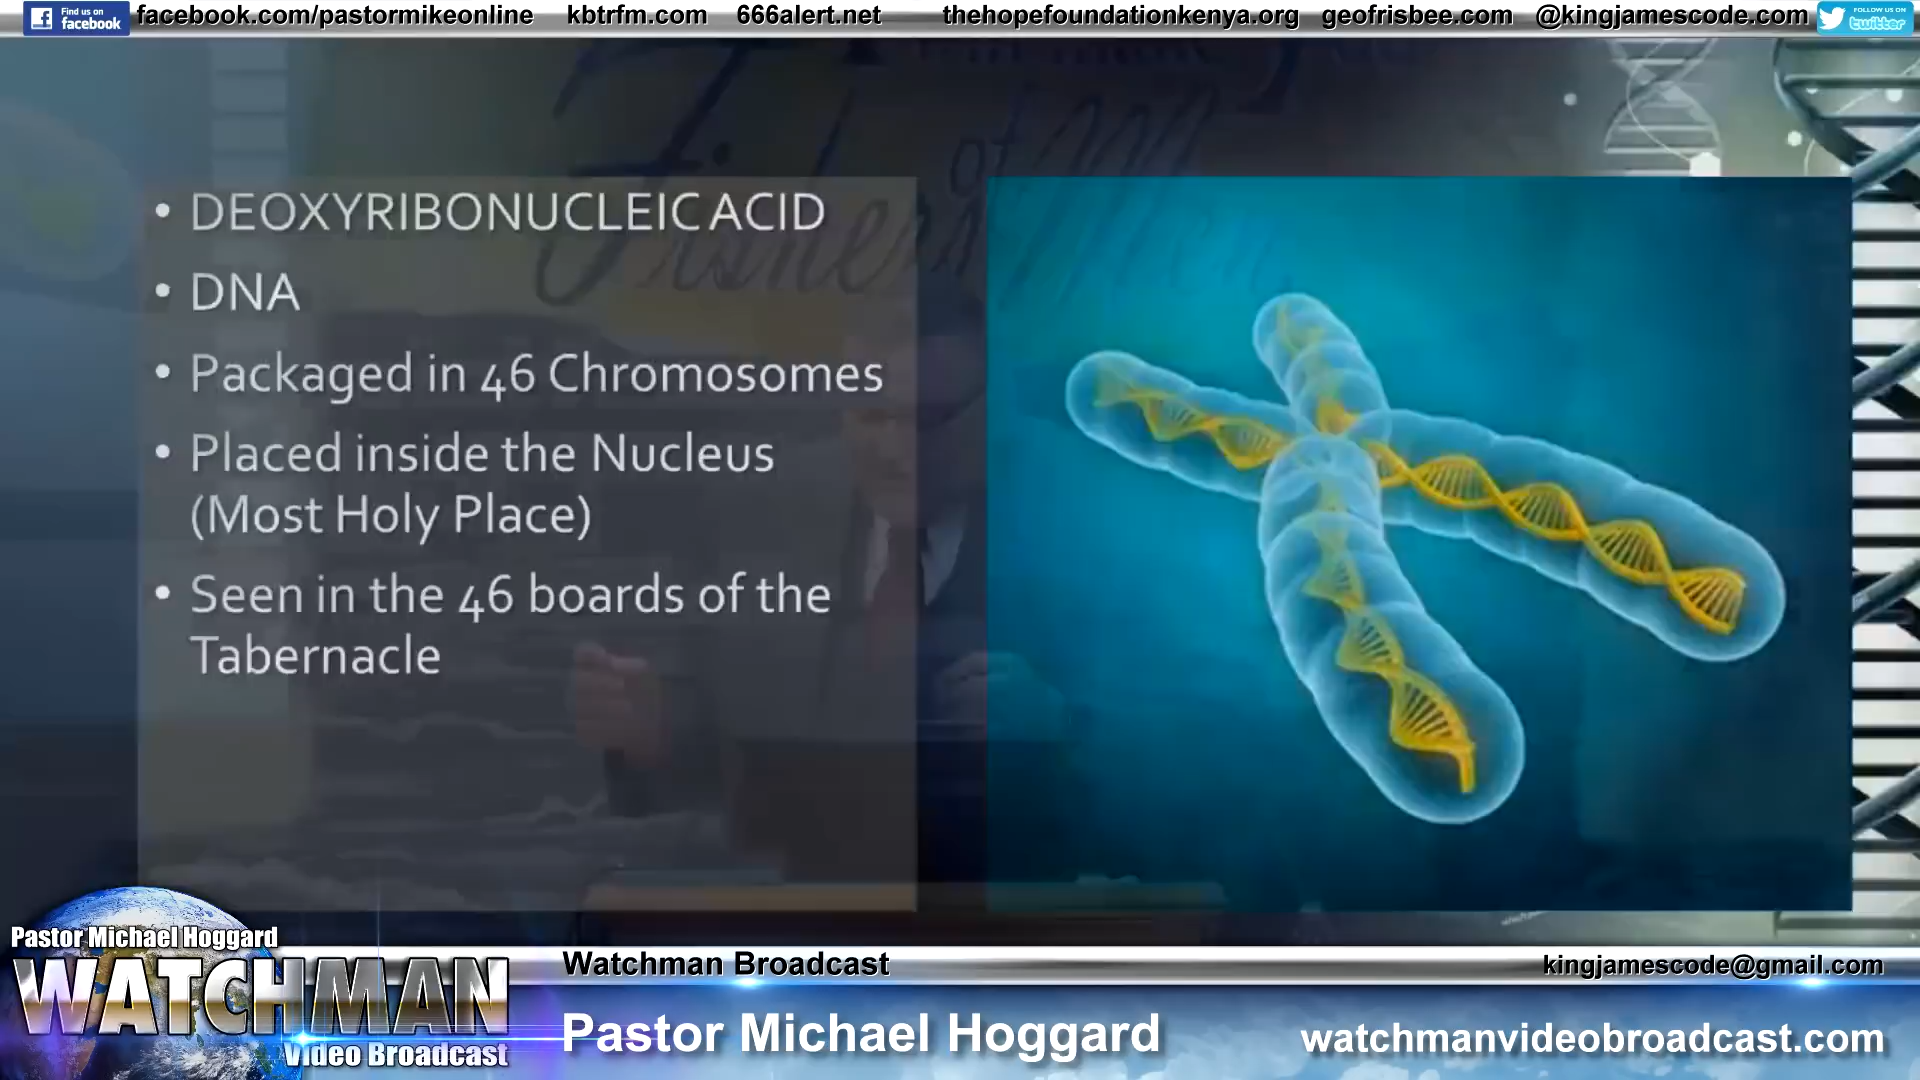 Find us on
facebook
facebook.com/pastormikeonline kbtrfm.com 666alert.net thehopefoundationkenya.org geofrisbee.com @kingjamescode.com
FOLLOW US ON
twitter
Fishers of Men
• DEOXYRIBONUCLEIC ACID
• DNA
• Packaged in 46 Chromosomes
• Placed inside the Nucleus
(Most Holy Place)
• Seen in the 46 boards of the
Tabernacle
Pastor Michael Hoggard
WATCHMAN
Video Broadcast
Watchman Broadcast
kingjamescode@gmail.com
Pastor Michael Hoggard
watchmanvideobroadcast.com